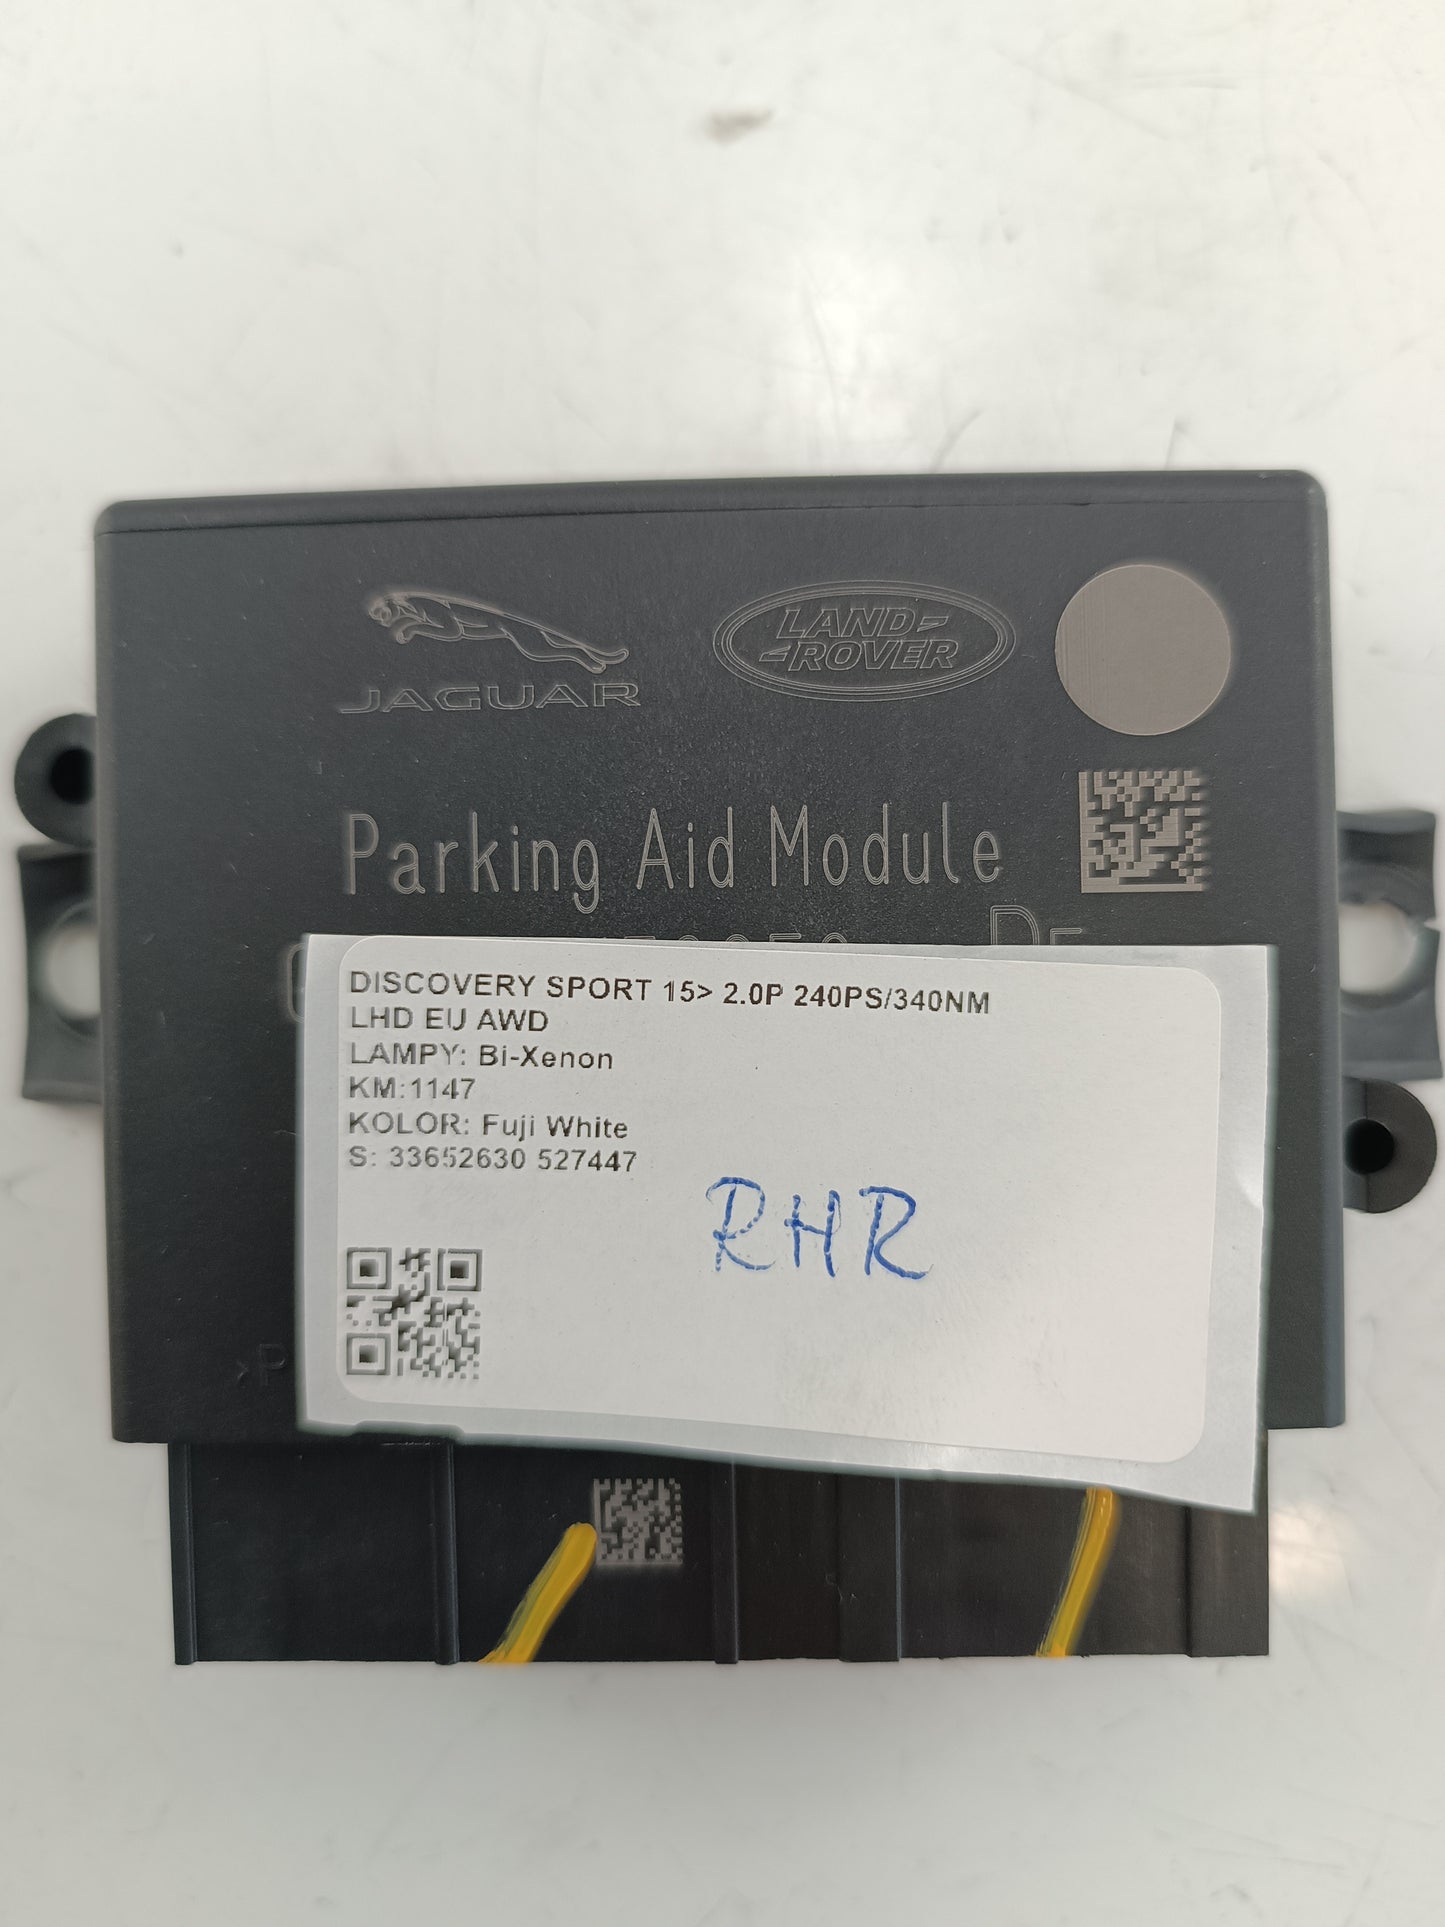 JAGUAR
LAND
ROVER
Parking Aid Module
DISCOVERY SPORT 15> 2.0P 240PS/340NM
LHD EU AWD
LAMPY: Bi-Xenon
KM:1147
KOLOR: Fuji White
S: 33652630 527447
RHR